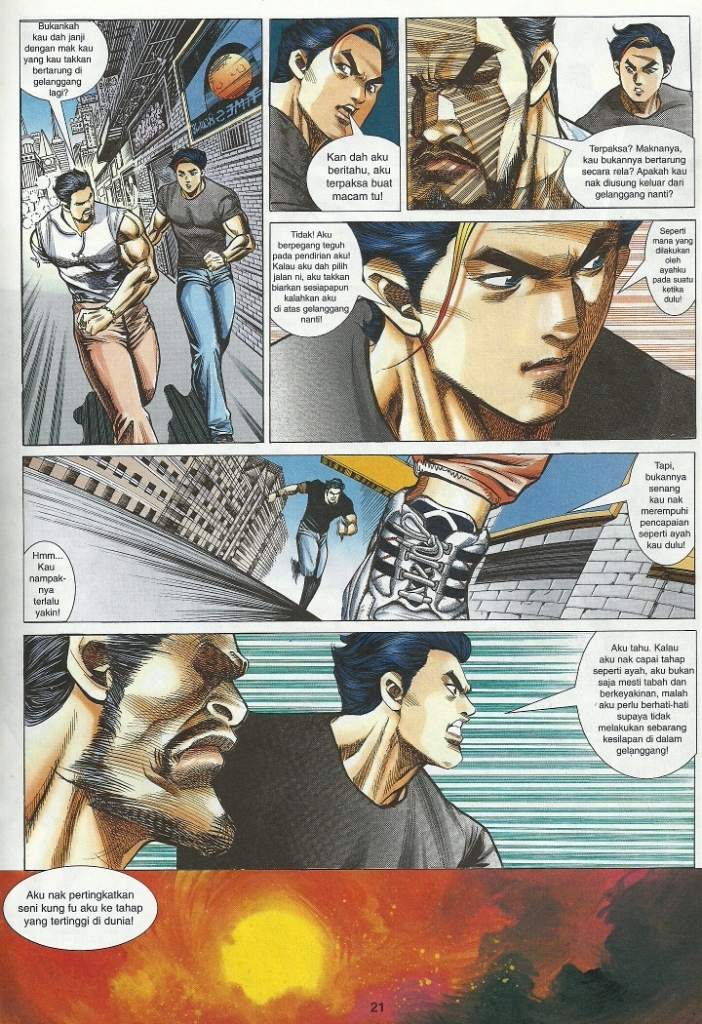 Bukankah
kau dah janji
dengan mak kau
yang kau takkan
bertarung di
gelanggang
lagi?
TIMES
Kan dah aku
beritahu, aku
terpaksa buat
macam tu!
Terpaksa? Maknanya,
kau bukannya bertarung
secara rela? Apakah kau
nak diusung keluar dari
gelanggang nanti?
Tidak! Aku
berpegang teguh
pada pendirian aku!
Kalau aku dah pilih
jalan ni, aku takkan
biarkan sesiapapun
kalahkan aku
di atas gelanggang
nanti!
Seperti
mana yang
dilakukan
oleh
ayahku
pada suatu
ketika
dulu!
Hmm...
Kau
nampak-
nya
terlalu
yakin!
Tapi,
bukannya
senang
kau nak
merempuhi
pencapaian
seperti ayah
kau dulu!
Aku tahu. Kalau
aku nak capai tahap
seperti ayah, aku bukan
saja mesti tabah dan
berkeyakinan, malah
aku perlu berhati-hati
supaya tidak
melakukan sebarang
kesilapan di dalam
gelanggang!
Aku nak pertingkatkan
seni kung fu aku ke tahap
yang tertinggi di dunia!
21